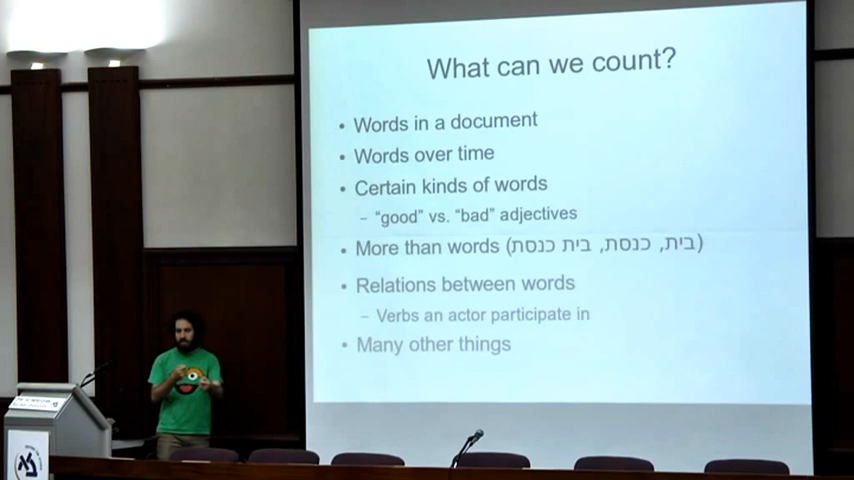 What can we count?
• Words in a document
• Words over time
• Certain kinds of words
– “good” vs. “bad” adjectives
• More than words (בית, כנסת, בית כנסת)
• Relations between words
– Verbs an actor participate in
• Many other things